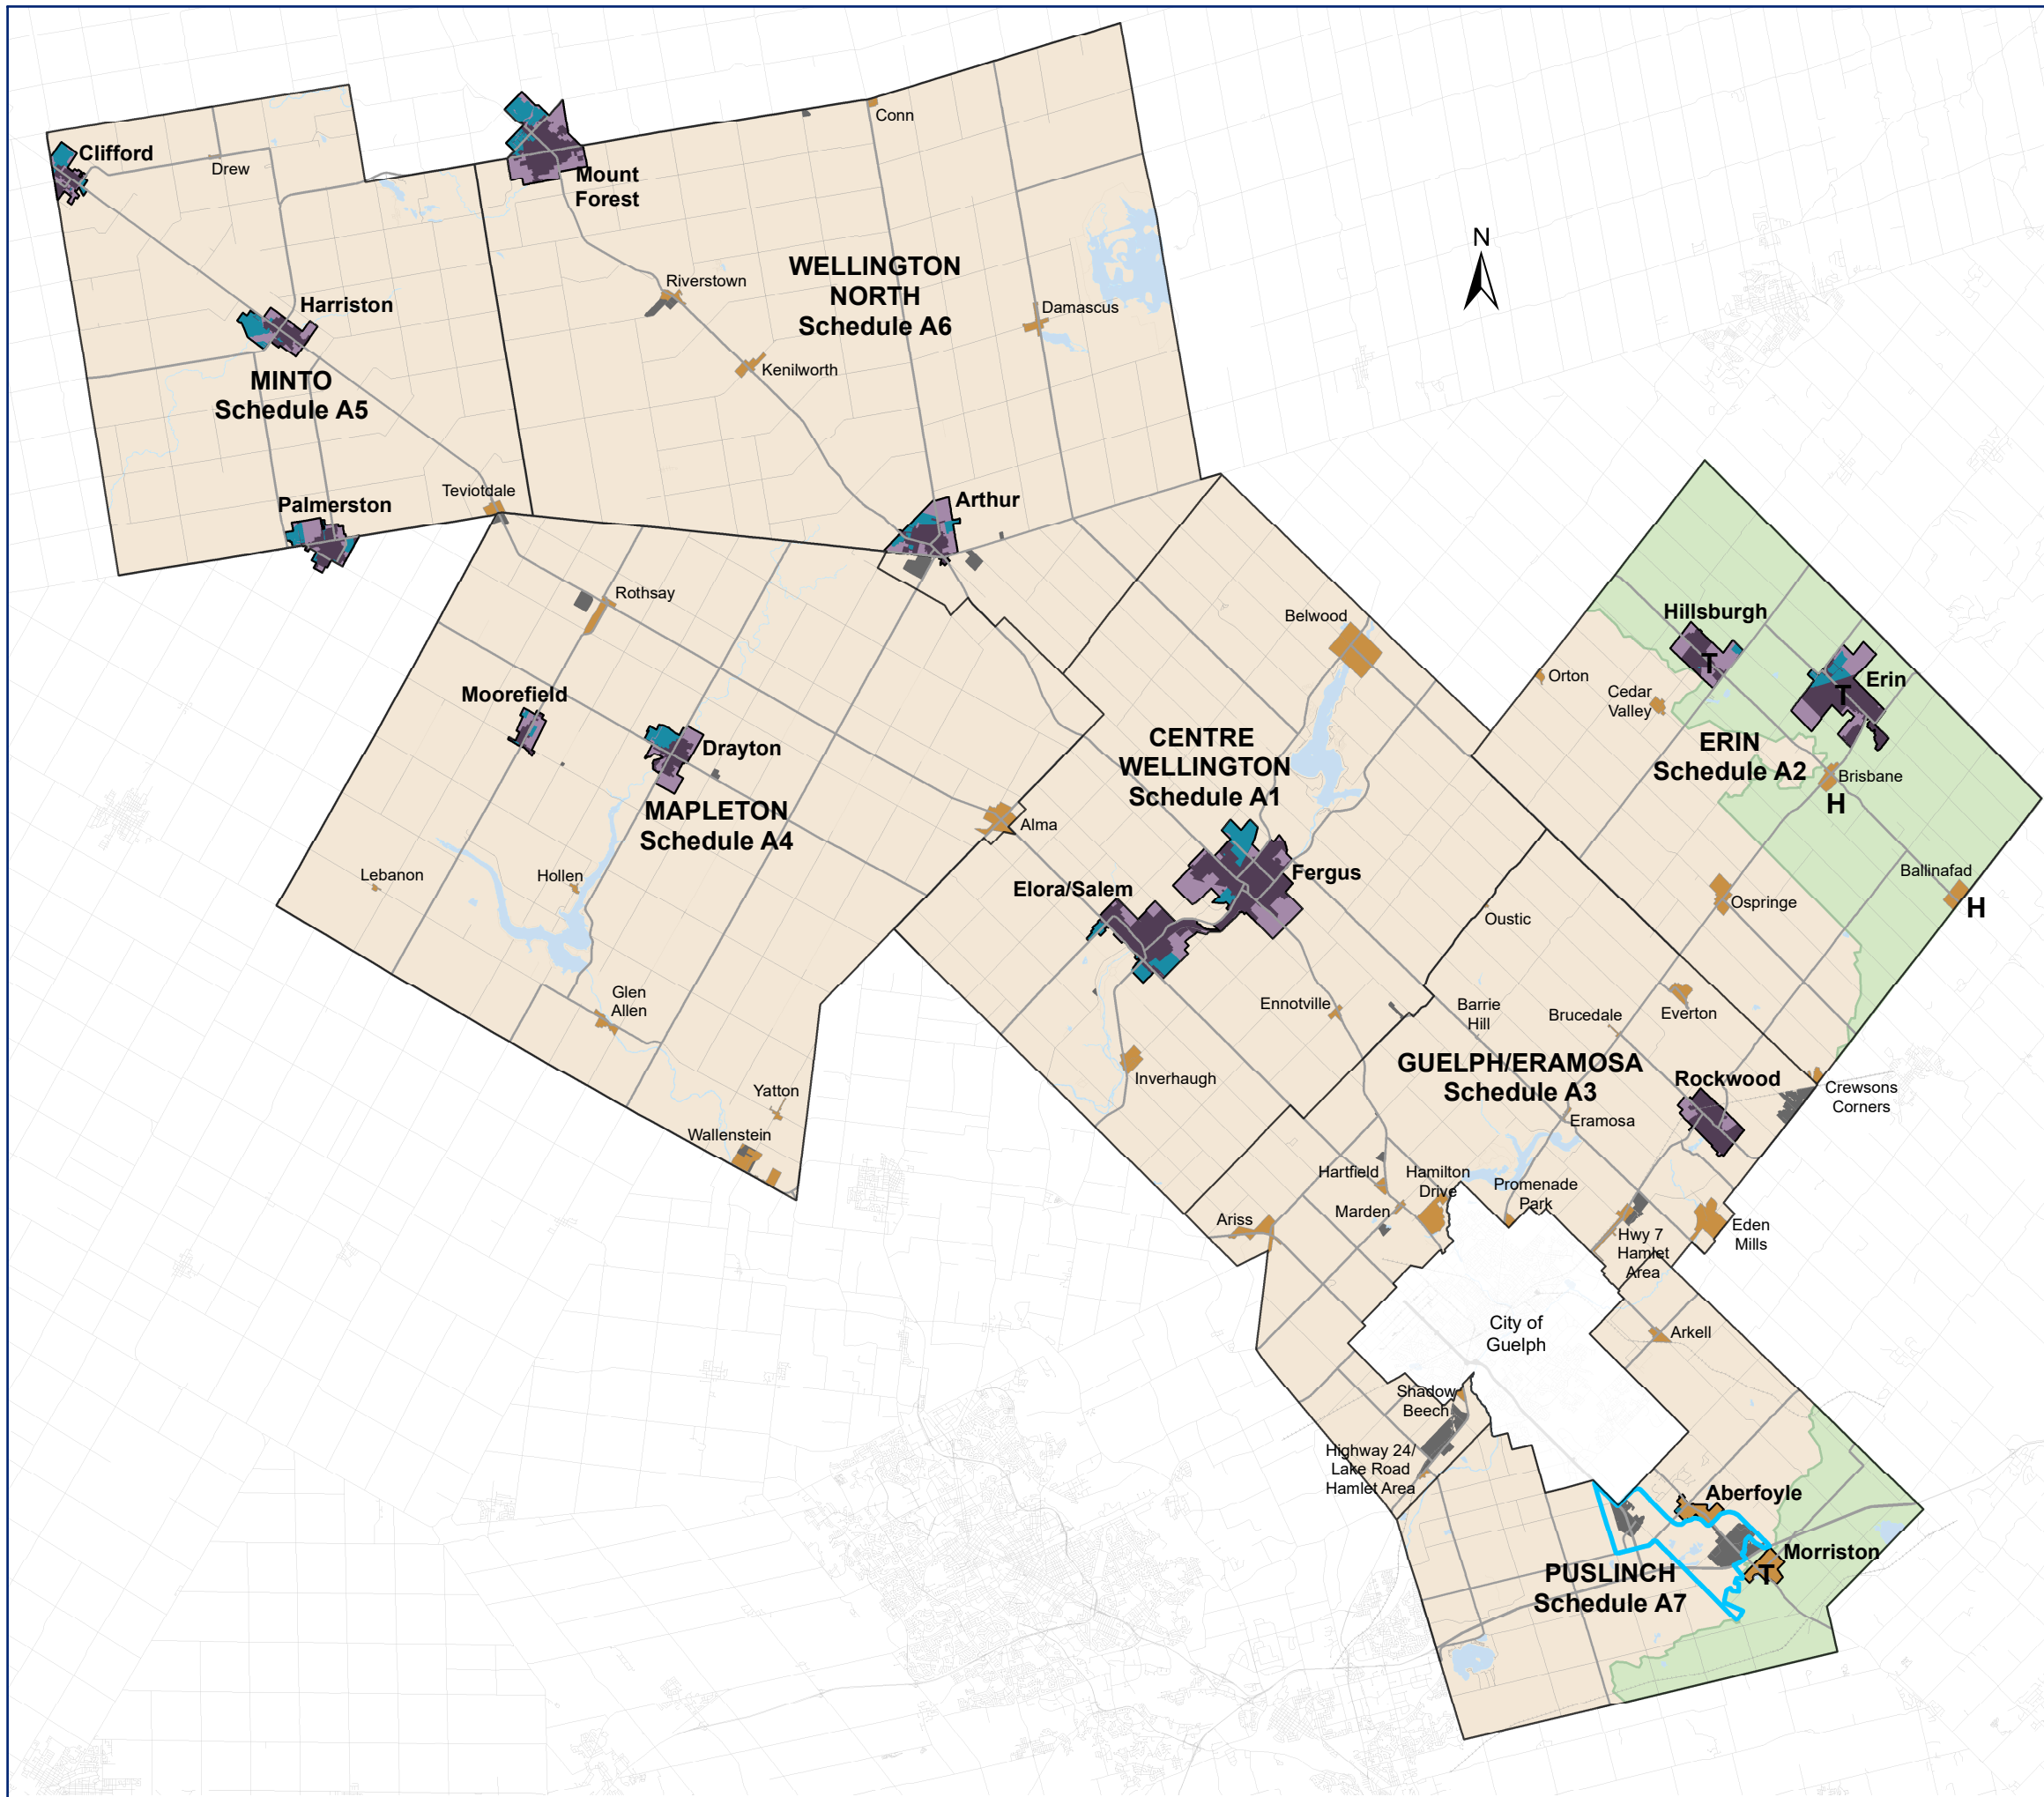 Conn
Clifford
Drew
Mount
Forest
N
WELLINGTON
NORTH
Schedule A6
Riverstown
Damascus
Harriston
Kenilworth
MINTO
Schedule A5
Teviotdale
Palmerston
Arthur
Rothsay
Belwood
Hillsburgh
T
Orton
Cedar
Valley
Erin
T
Moorefield
Drayton
CENTRE
WELLINGTON
Schedule A1
ERIN
Schedule A2
Brisbane
H
MAPLETON
Schedule A4
Alma
Fergus
Ballinafad
H
Lebanon
Hollen
Elora/Salem
Ospringe
Oustic
Glen
Allen
Ennotville
Barrie
Hill
Brucedale
Everton
Inverhaugh
GUELPH/ERAMOSA
Schedule A3
Rockwood
Crewsons
Corners
Yatton
Eramosa
Wallenstein
Hartfield
Hamilton
Drive
Promenade
Park
Marden
Ariss
Hwy 7
Hamlet
Area
Eden
Mills
City of
Guelph
Arkell
Shadow
Beech
Highway 24/
Lake Road
Hamlet Area
Aberfoyle
Morriston
T
PUSLINCH
Schedule A7